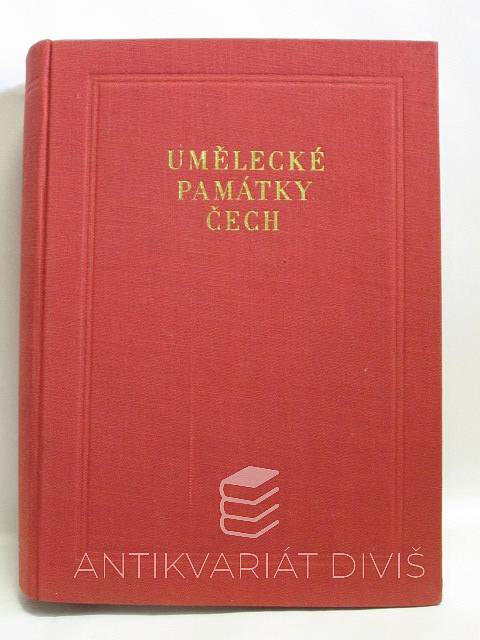 UMĚLECKÉ
PAMÁTKY
ČECH
ANTIKVARIÁT DIVIŠ